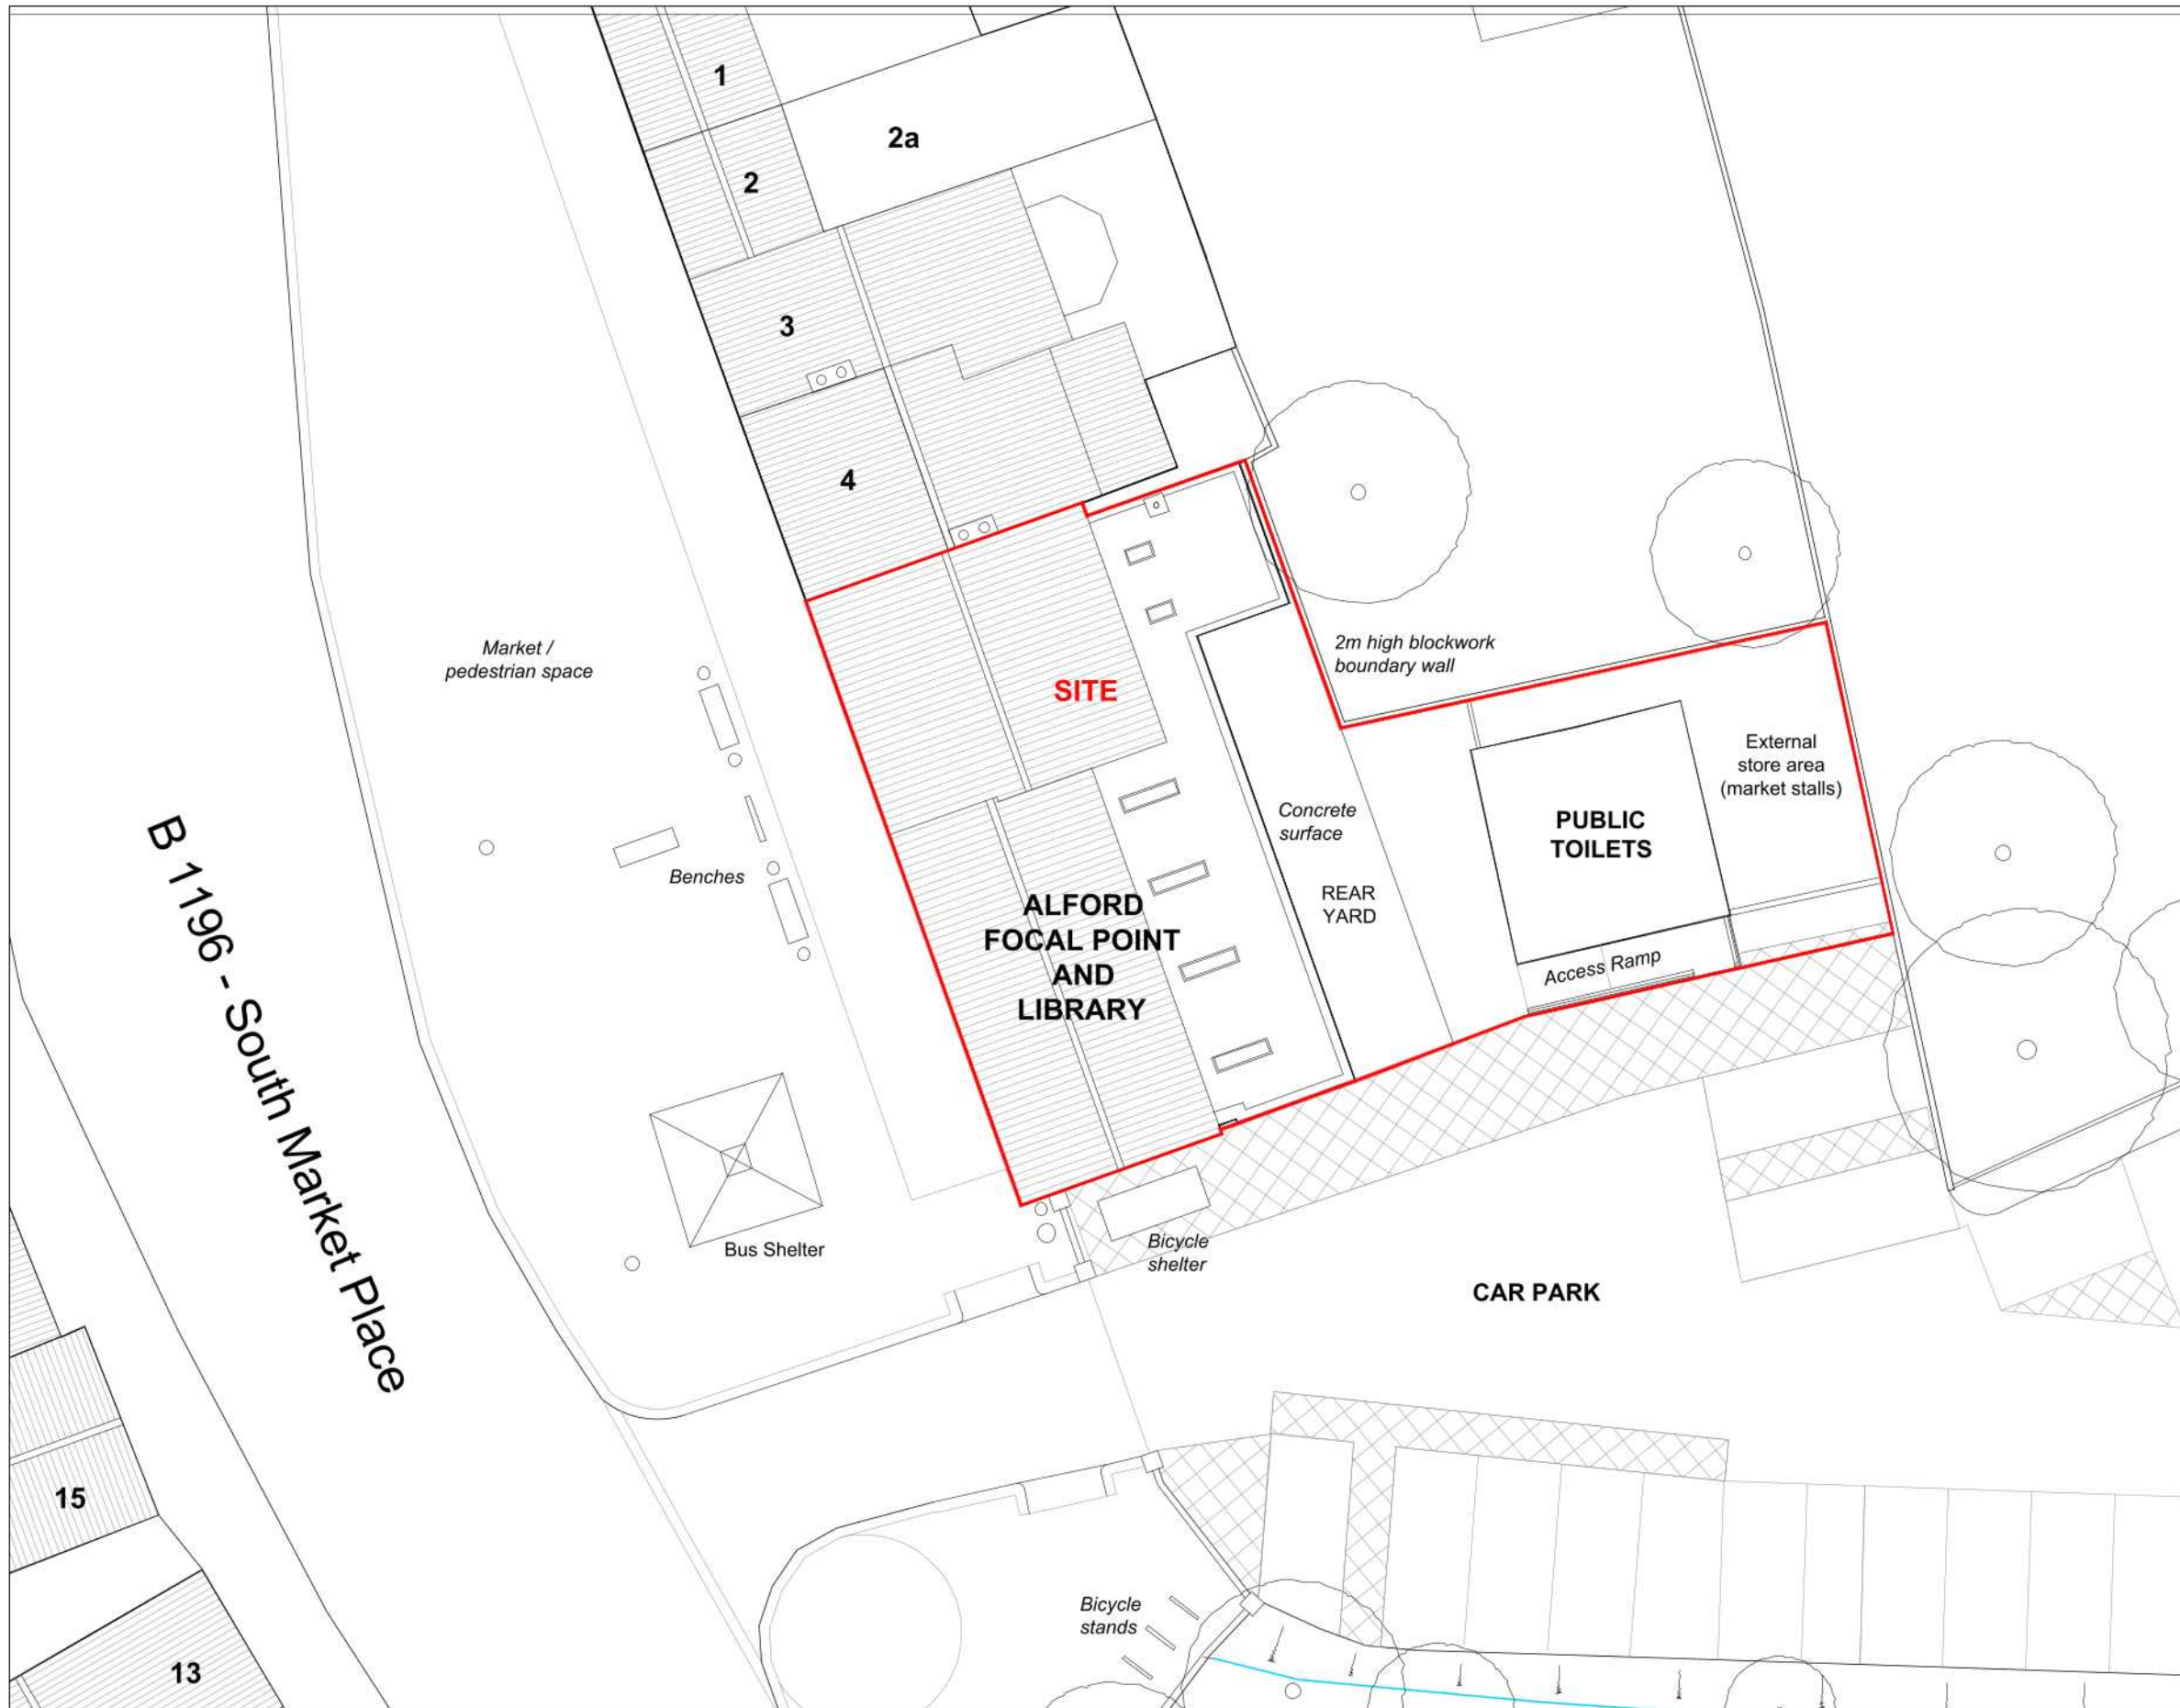 1
2a
2
3
4
Market /
pedestrian space
2m high blockwork
boundary wall
SITE
External
store area
(market stalls)
Concrete
surface
PUBLIC
TOILETS
Benches
REAR
YARD
ALFORD
FOCAL POINT
AND
LIBRARY
Access Ramp
B 1196 - South Market Place
Bus Shelter
Bicycle
shelter
CAR PARK
15
Bicycle
stands
13